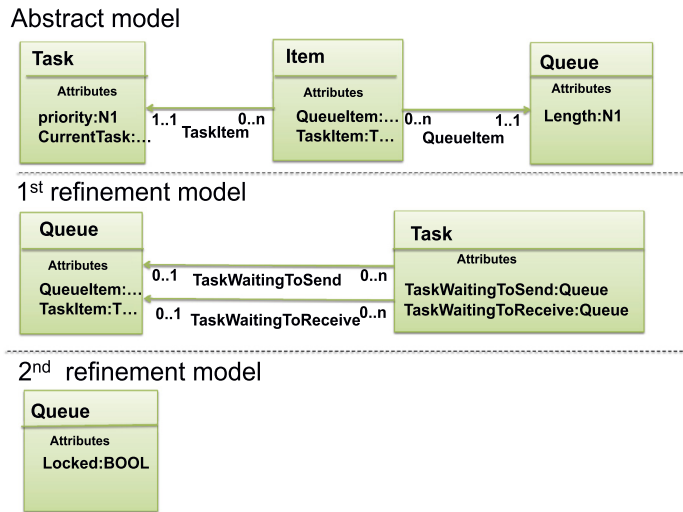 Abstract model
Task
Attributes
priority:N1
CurrentTask:...
1..1
0..n
TaskItem
Item
Attributes
QueueItem:...
TaskItem:T...
0..n
1..1
QueueItem
Queue
Attributes
Length:N1
1st refinement model
Queue
Attributes
QueueItem:...
TaskItem:T...
0..1
TaskWaitingToSend
0..n
0..1
TaskWaitingToReceive
0..n
Task
Attributes
TaskWaitingToSend:Queue
TaskWaitingToReceive:Queue
2nd refinement model
Queue
Attributes
Locked:BOOL